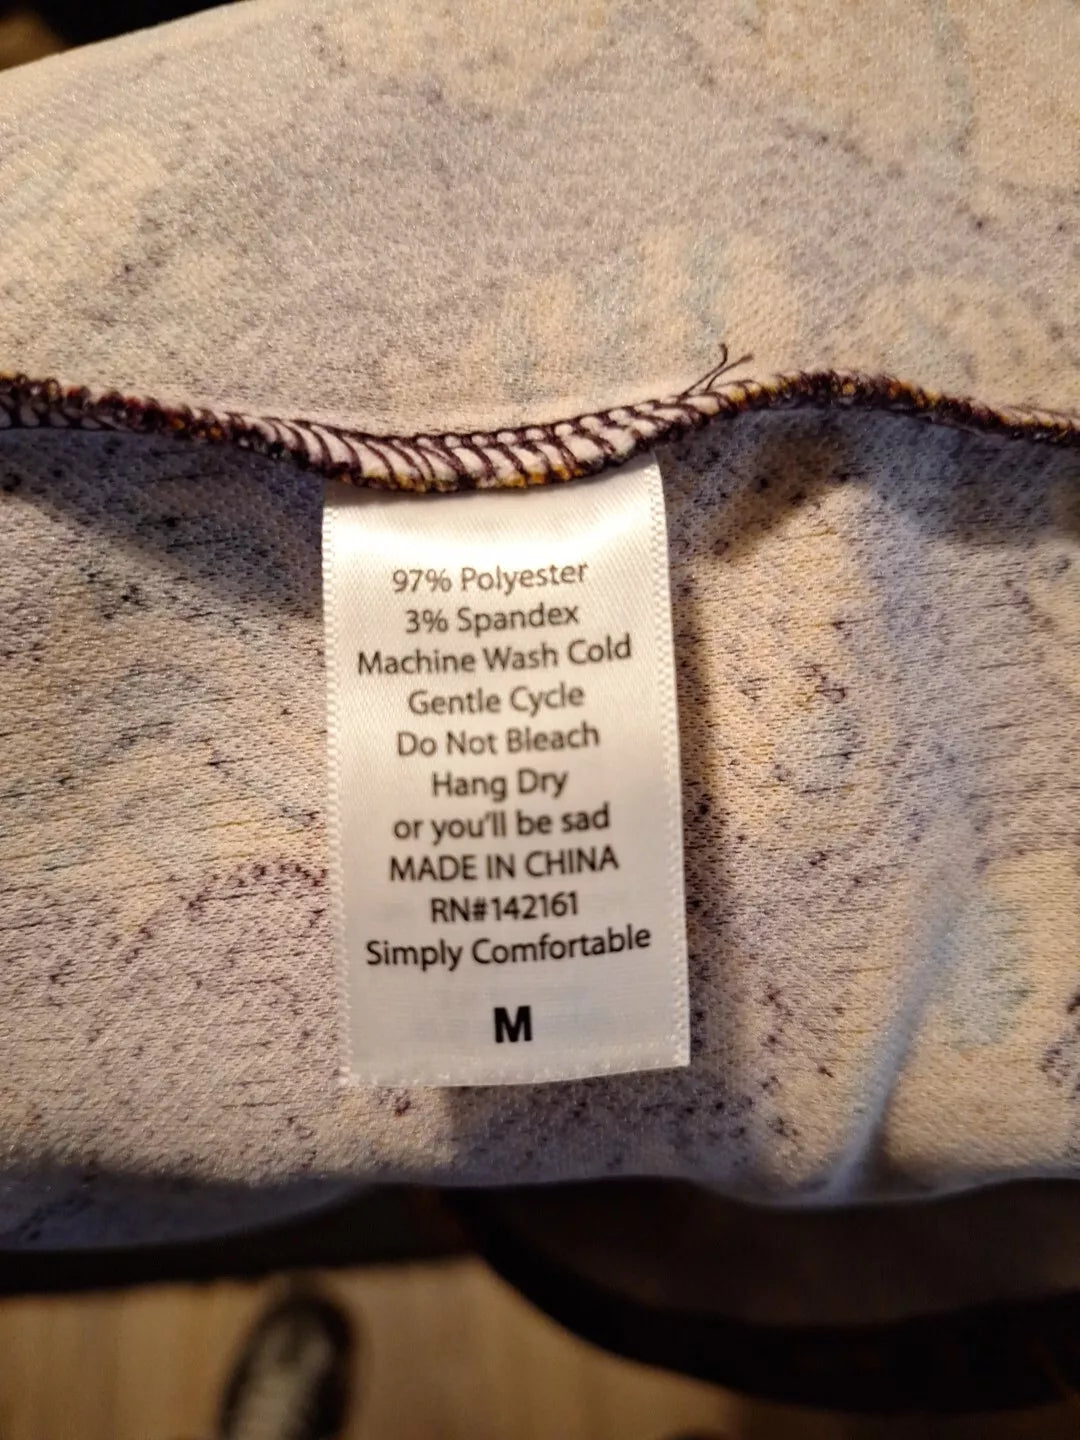 97% Polyester
3% Spandex
Machine Wash Cold
Gentle Cycle
Do Not Bleach
Hang Dry
or you'll be sad
MADE IN CHINA
RN#142161
Simply Comfortable
M